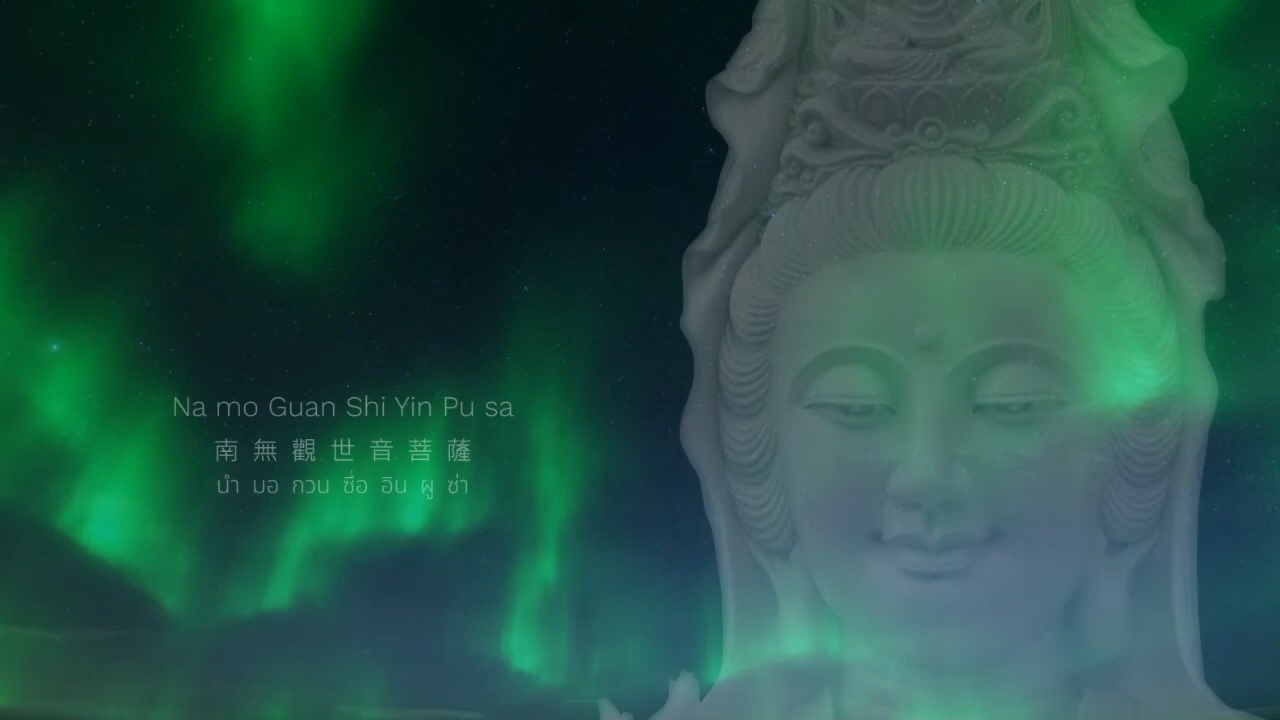 Na mo Guan Shi Yin Pu sa
南 無 觀 世 音 菩 薩
นำ มอ กวน ซื่อ อิน ผู ซ่า